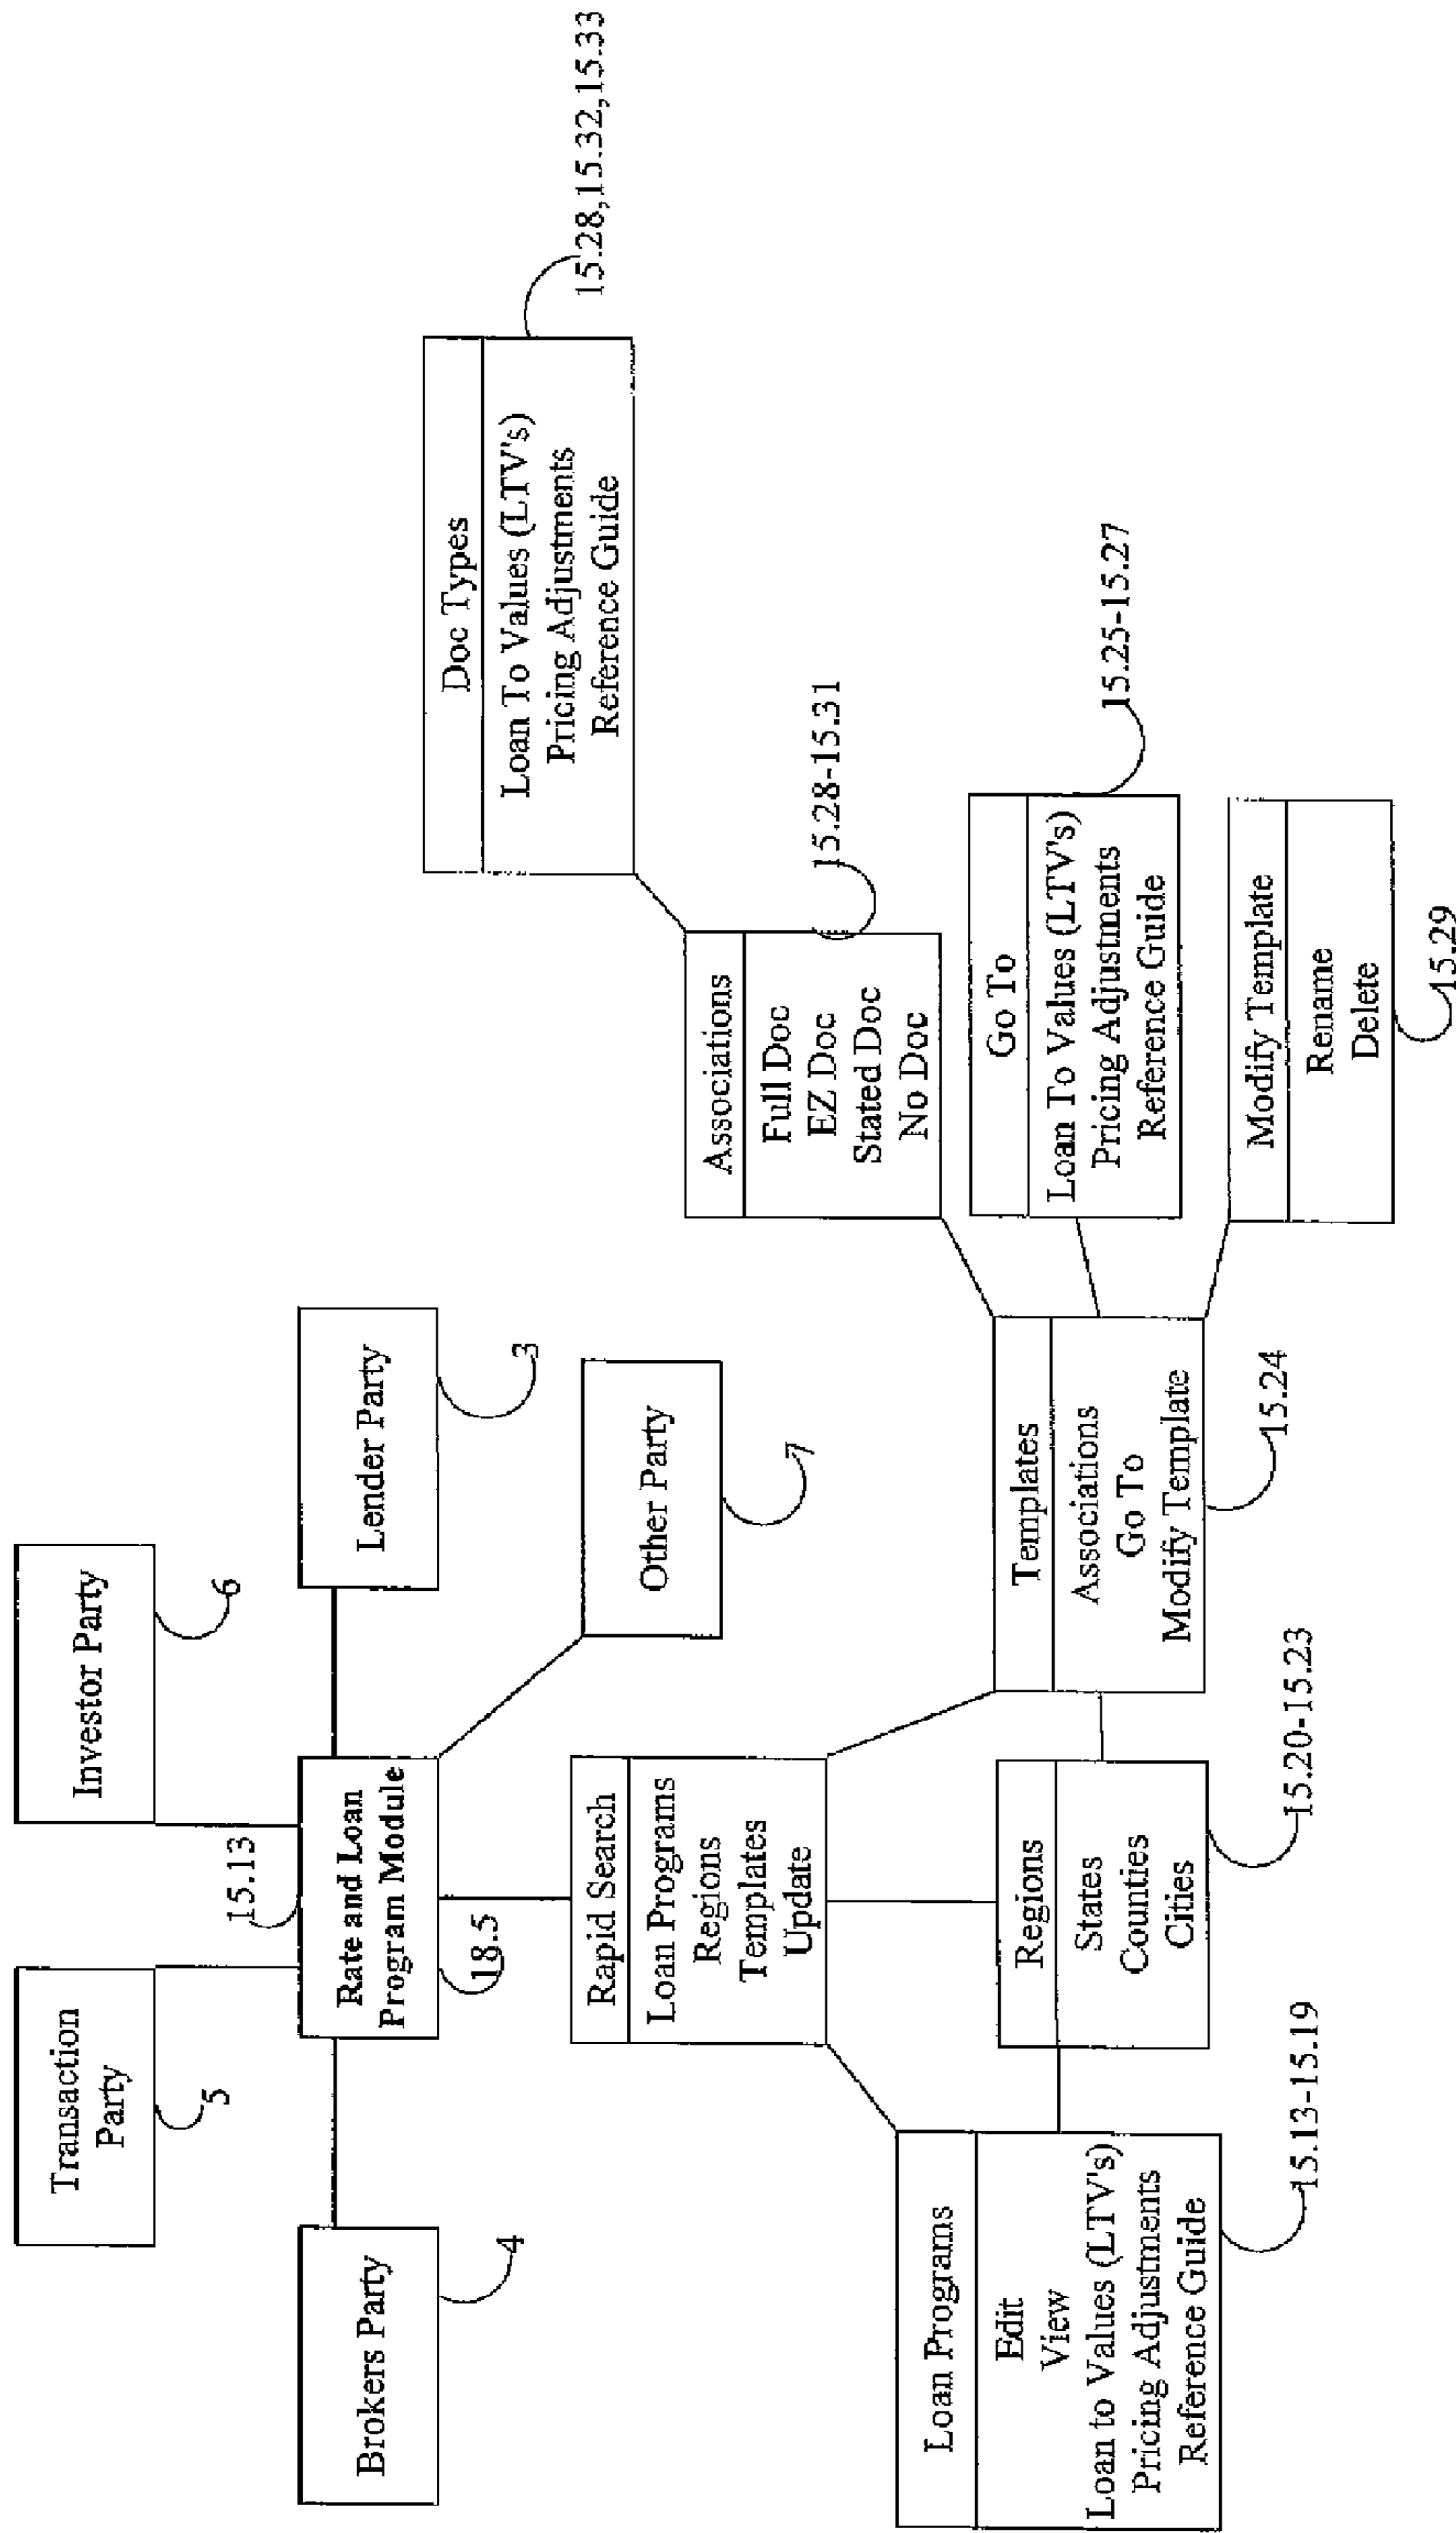 Transaction
Party
5
Investor Party
6
15.13
Brokers Party
4
Rate and Loan
Program Module
18.5
Lender Party
3
Other Party
7
Rapid Search
Loan Programs
Regions
Templates
Update
Loan Programs
Edit
View
Loan to Values (LTV's)
Pricing Adjustments
Reference Guide
15.13-15.19
Regions
States
Counties
Cities
15.20-15.23
Templates
Associations
Go To
Modify Template
15.24
Associations
Full Doc
EZ Doc
Stated Doc
No Doc
15.28-15.31
Doc Types
Loan To Values (LTV's)
Pricing Adjustments
Reference Guide
15.28,15.32,15.33
Go To
Loan To Values (LTV's)
Pricing Adjustments
Reference Guide
15.25-15.27
Modify Template
Rename
Delete
15.29